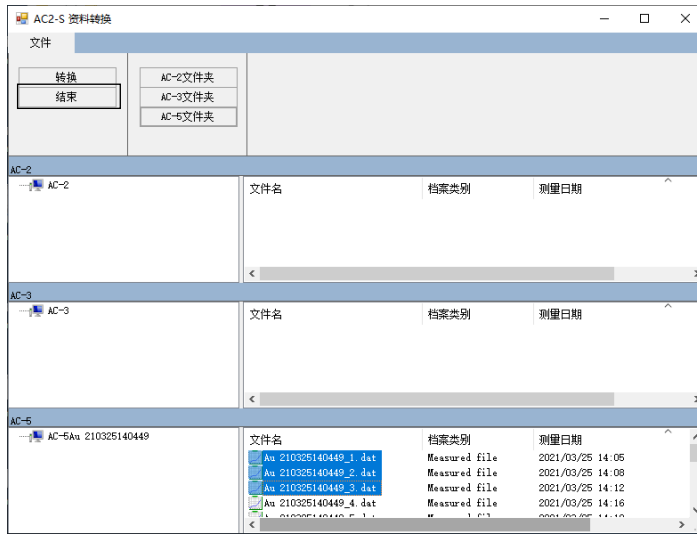 AC2-S 资料转换
文件
转换
结束
AC-2文件夹
AC-3文件夹
AC-5文件夹
AC-2
AC-2
文件名 档案类别 测量日期
AC-3
AC-3
文件名 档案类别 测量日期
AC-5
AC-5Au 210325140449
文件名 档案类别 测量日期
Au 210325140449_1.dat Measured file 2021/03/25 14:05
Au 210325140449_2.dat Measured file 2021/03/25 14:08
Au 210325140449_3.dat Measured file 2021/03/25 14:12
Au 210325140449_4.dat Measured file 2021/03/25 14:16